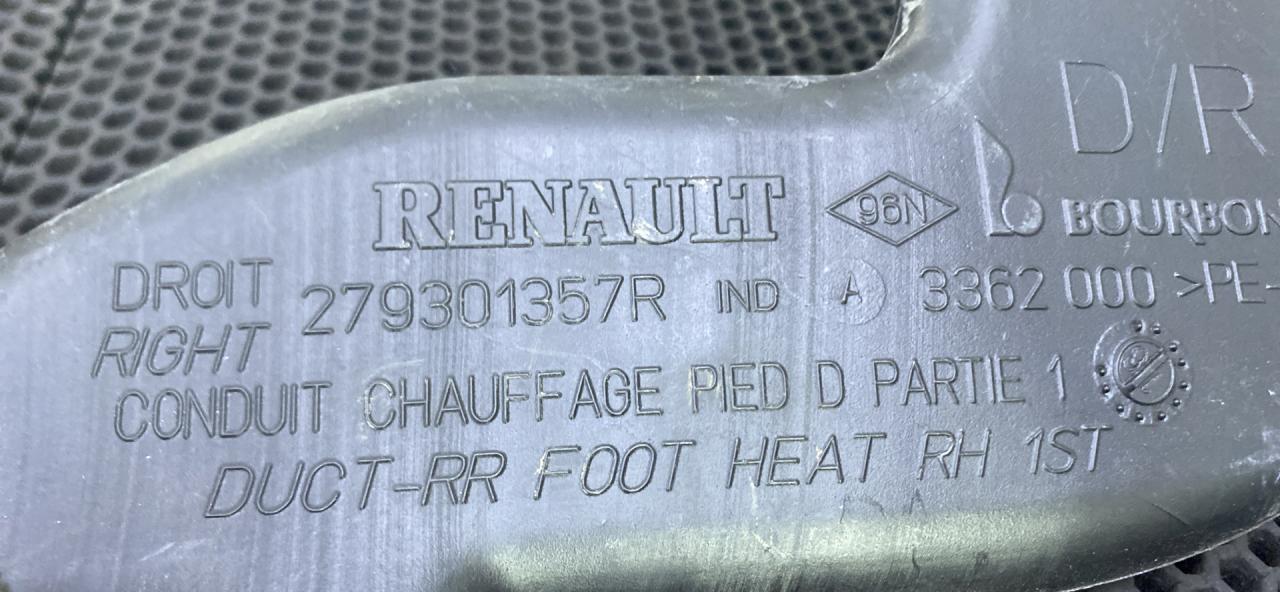 D/R
RENAULT 96N BOURBON
DROIT 279301357R IND A 3362 000 >PE-
RIGHT
CONDUIT CHAUFFAGE PIED D PARTIE 1
DUCT-RR FOOT HEAT RH 1ST